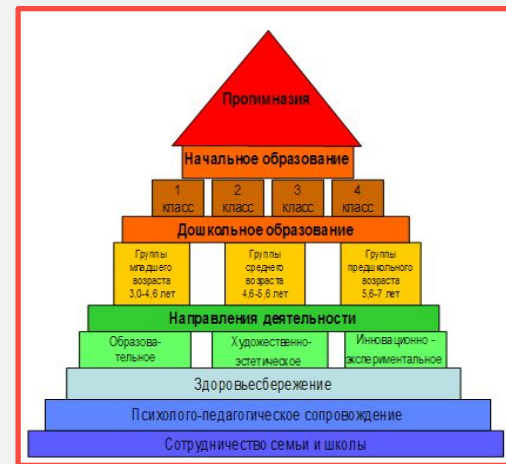 Прогимназия
Начальное образование
1 класс
2 класс
3 класс
4 класс
Дошкольное образование
Группы
младшего
возраста
3,0-4,6 лет
Группы
среднего
возраста
4,6-5,6 лет
Группы
предшкольного
возраста
5,6-7 лет
Направления деятельности
Образова-
тельное
Художественно-
эстетическое
Инновационно -
экспериментальное
Здоровьесбережение
Психолого-педагогическое сопровождение
Сотрудничество семьи и школы